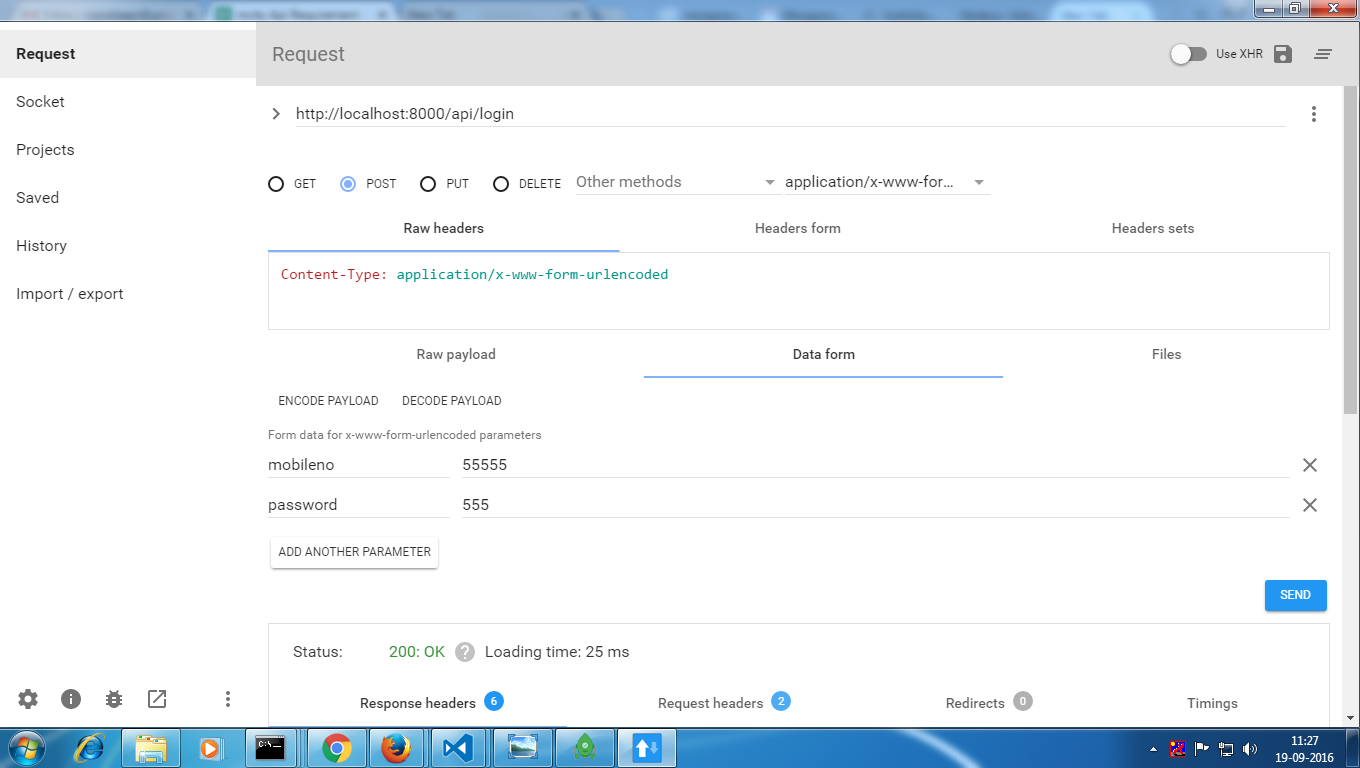 Request
Socket
Projects
Saved
History
Import / export
Request
Use XHR
http://localhost:8000/api/login
GET POST PUT DELETE Other methods application/x-www-for...
Raw headers Headers form Headers sets
Content-Type: application/x-www-form-urlencoded
Raw payload Data form Files
ENCODE PAYLOAD DECODE PAYLOAD
Form data for x-www-form-urlencoded parameters
mobileno 55555
password 555
ADD ANOTHER PARAMETER
SEND
Status: 200: OK ? Loading time: 25 ms
Response headers 6 Request headers 2 Redirects 0 Timings
11:27
19-09-2016